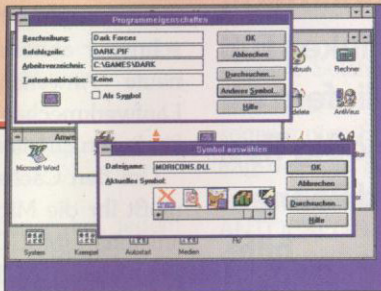 Programmeigenschaften
Beschreibung: Dark Forces
Befehlszeile: DARK.PIF
Arbeitsverzeichnis: C:\GAMES\DARK
Tastenkombination: Keine
Als Symbol
OK
Abbrechen
Durchsuchen...
Anderes Symbol...
Hilfe
Rechner
AntiVirus
Anwe
Microsoft Word
Symbol auswählen
Dateiname: MORICONS.DLL
Aktuelles Symbol:
OK
Abbrechen
Durchsuchen...
Hilfe
System
Krempel
Autostart
Medien